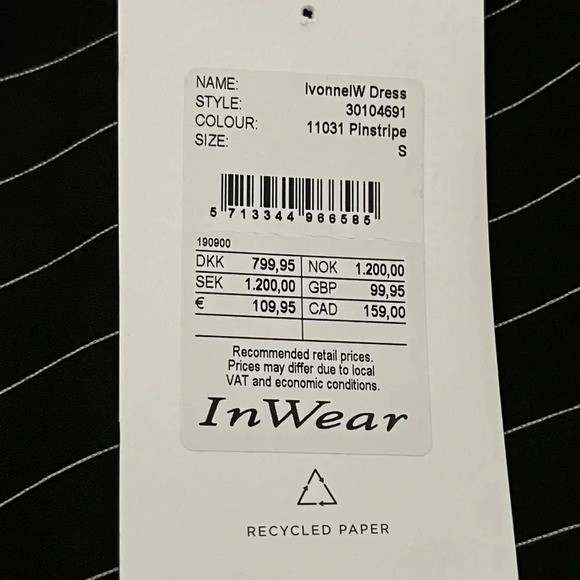 NAME: IvonneIW Dress
STYLE: 30104691
COLOUR: 11031 Pinstripe
SIZE: S
5 713344 966585
190900
DKK 799,95 NOK 1.200,00
SEK 1.200,00 GBP 99,95
€ 109,95 CAD 159,00
Recommended retail prices.
Prices may differ due to local
VAT and economic conditions.
InWear
RECYCLED PAPER